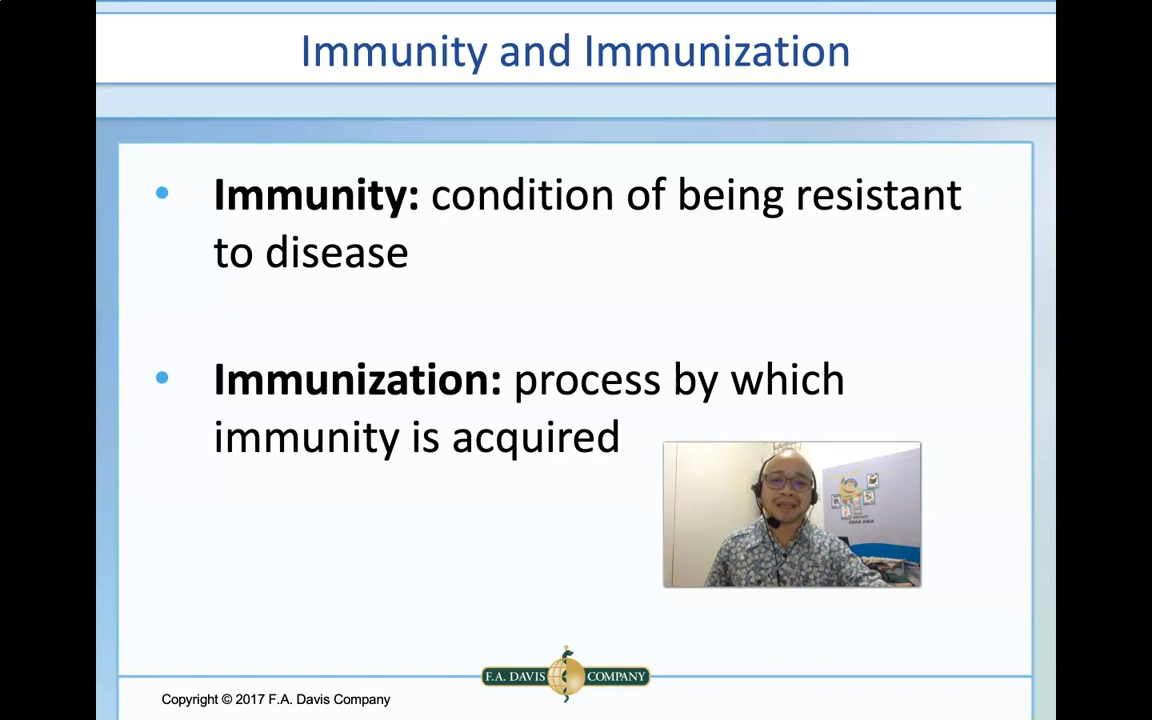 Immunity and Immunization
• Immunity: condition of being resistant
to disease
• Immunization: process by which
immunity is acquired
F.A. DAVIS COMPANY
Copyright © 2017 F.A. Davis Company